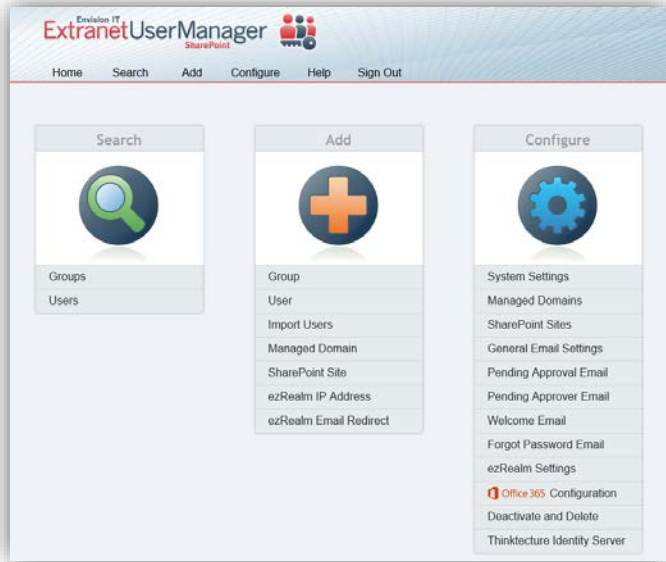 Envision IT
ExtranetUserManager
SharePoint
Home Search Add Configure Help Sign Out
Search
Groups
Users
Add
Group
User
Import Users
Managed Domain
SharePoint Site
ezRealm IP Address
ezRealm Email Redirect
Configure
System Settings
Managed Domains
SharePoint Sites
General Email Settings
Pending Approval Email
Pending Approver Email
Welcome Email
Forgot Password Email
ezRealm Settings
Office 365 Configuration
Deactivate and Delete
Thinktecture Identity Server